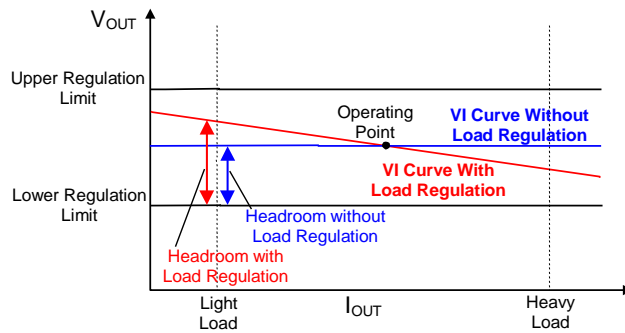 VOUT
Upper Regulation
Limit
Operating
Point
VI Curve Without
Load Regulation
VI Curve With
Load Regulation
Lower Regulation
Limit
Headroom without
Load Regulation
Headroom with
Load Regulation
Light
Load
IOUT
Heavy
Load